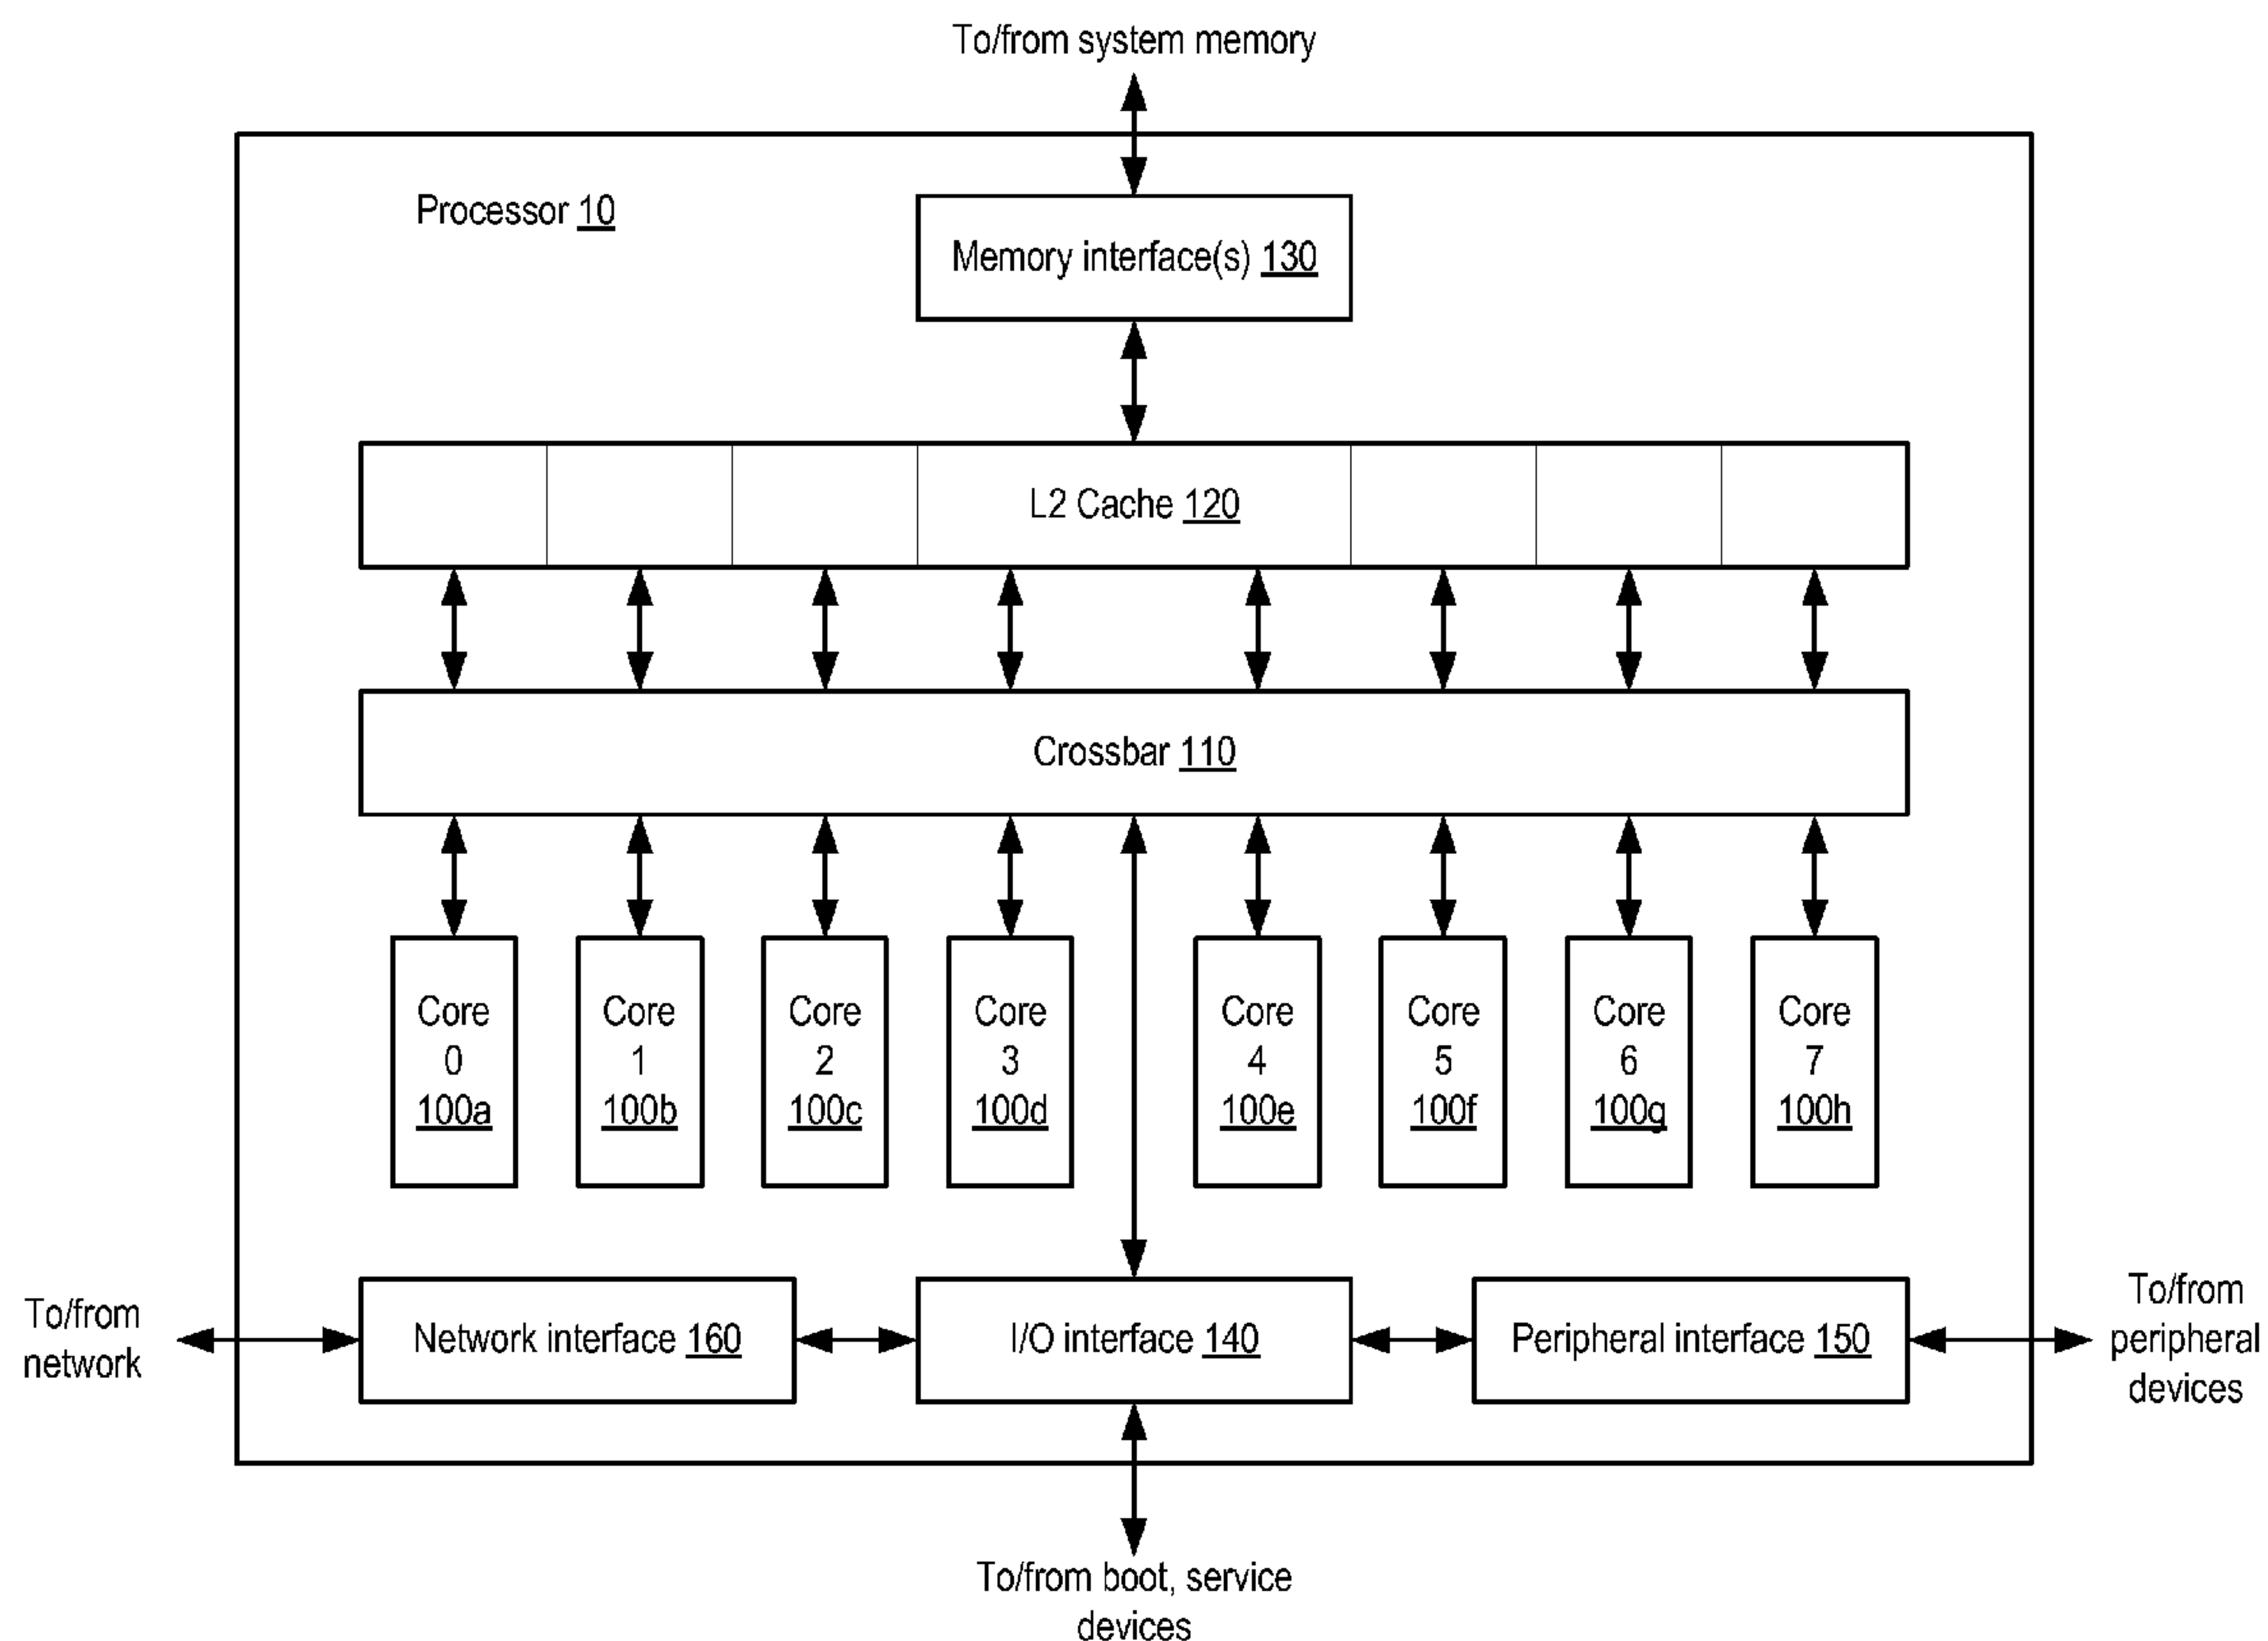 To/from system memory
Processor 10
Memory interface(s) 130
L2 Cache 120
Crossbar 110
Core
0
100a
Core
1
100b
Core
2
100c
Core
3
100d
Core
4
100e
Core
5
100f
Core
6
100g
Core
7
100h
To/from
network
Network interface 160
I/O interface 140
Peripheral interface 150
To/from
peripheral
devices
To/from boot, service
devices